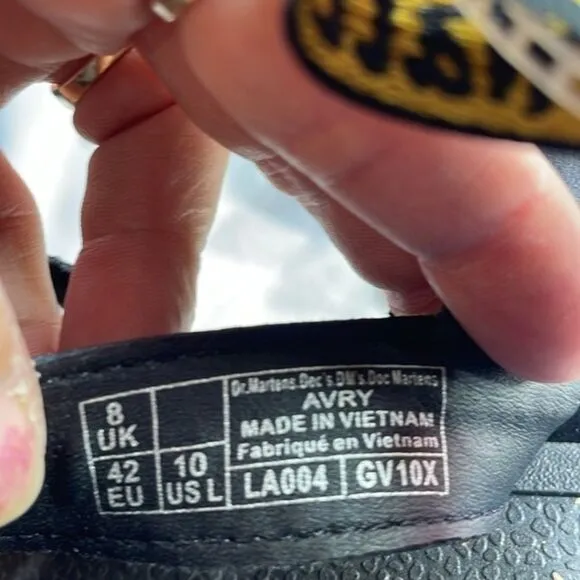 Dr.Martens.Doc's.DM's.Doc Martens
AVRY
MADE IN VIETNAM
Fabriqué en Vietnam
8
UK
42
EU
10
US L
LA004
GV10X